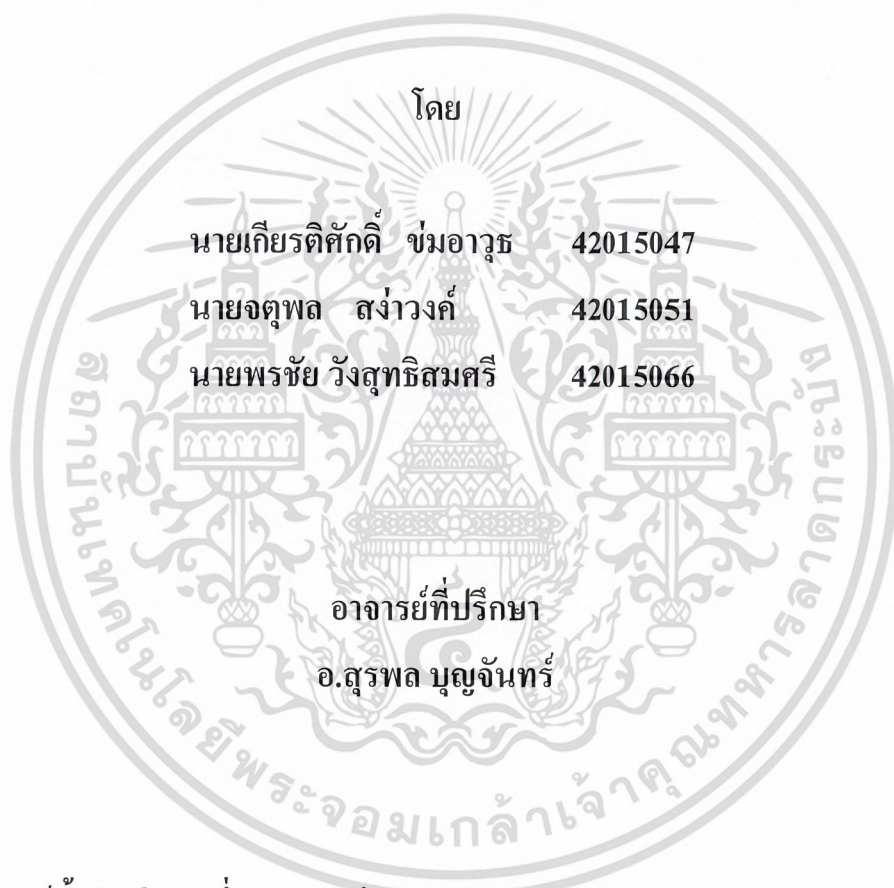 โดย
นายเกียรติศักดิ์ ข่มอาวุธ 42015047
นายจตุพล สง่าวงค์ 42015051
นายพรชัย วังสุทธิสมศรี 42015066
อาจารย์ที่ปรึกษา
อ.สุรพล บุญจันทร์
สถาบันเทคโนโลยีพระจอมเกล้าเจ้าคุณทหารลาดกระบัง